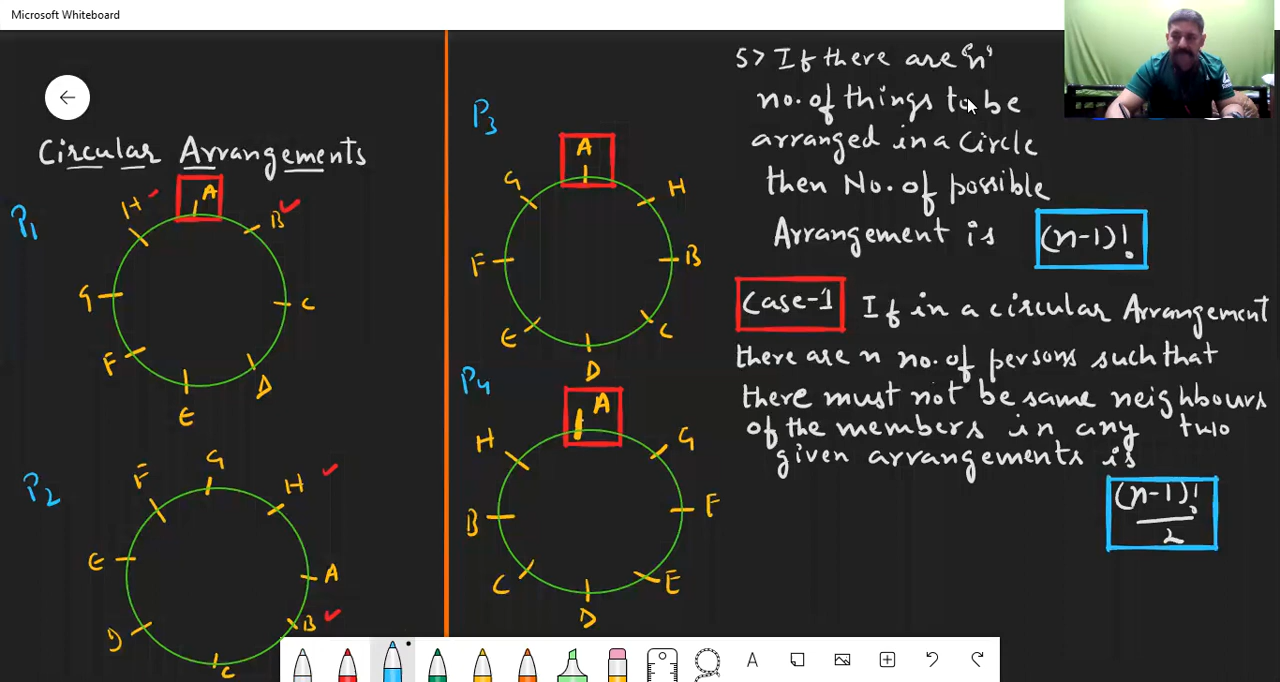 Microsoft Whiteboard
Circular Arrangements
P1
A
B
C
D
E
F
G
H
P2
G
H
A
B
C
D
E
F
P3
A
H
B
C
D
E
F
G
P4
A
G
F
E
D
C
B
H
5> If there are 'n'
no. of things to be
arranged in a Circle
then No. of possible
Arrangement is (n-1)!
Case-1 If in a circular Arrangement
there are n no. of persons such that
there must not be same neighbours
of the members in any two
given arrangements is
(n-1)!
2
A